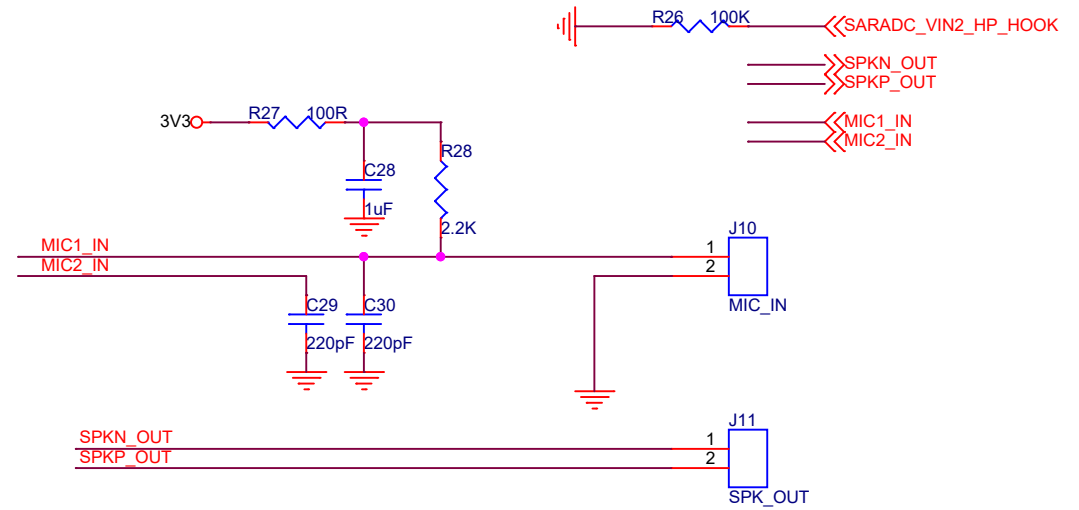 R26 100K SARADC_VIN2_HP_HOOK
SPKN_OUT
SPKP_OUT
3V3 R27 100R MIC1_IN
MIC2_IN
R28
C28
1uF
2.2K
J10
MIC1_IN 1
MIC2_IN 2
C29 C30 MIC_IN
220pF 220pF
J11
SPKN_OUT 1
SPKP_OUT 2
SPK_OUT